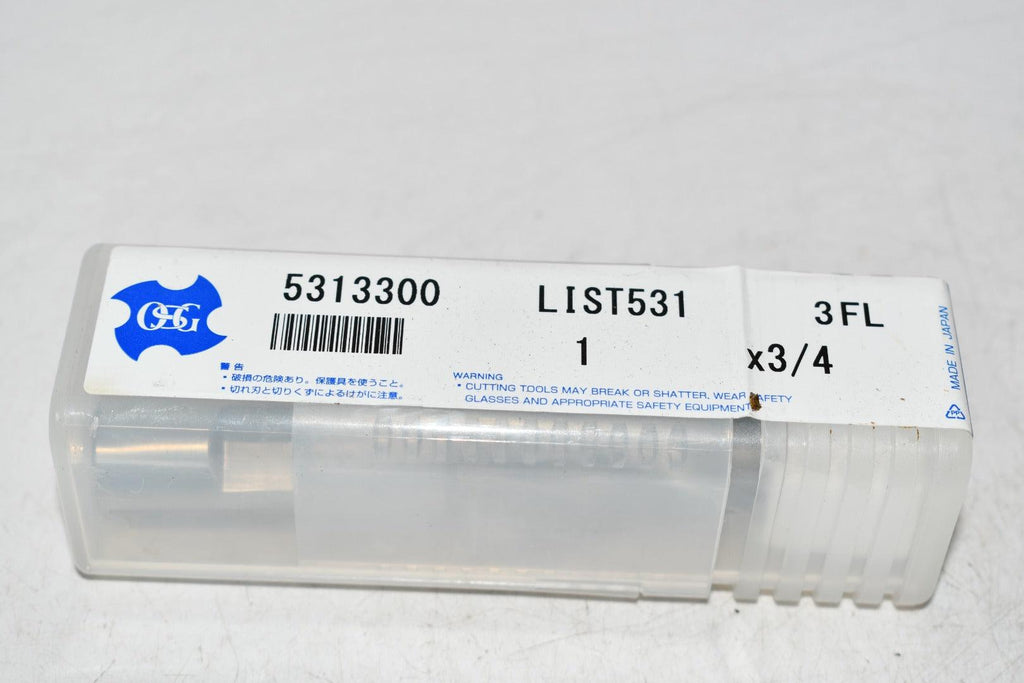 OSG
5313300
LIST531
3FL
1
x3/4
警告
・破損の危険あり。保護具を使うこと。
・切れ刃と切りくずによるけがに注意。
WARNING
・CUTTING TOOLS MAY BREAK OR SHATTER. WEAR SAFETY
GLASSES AND APPROPRIATE SAFETY EQUIPMENT
MADE IN JAPAN